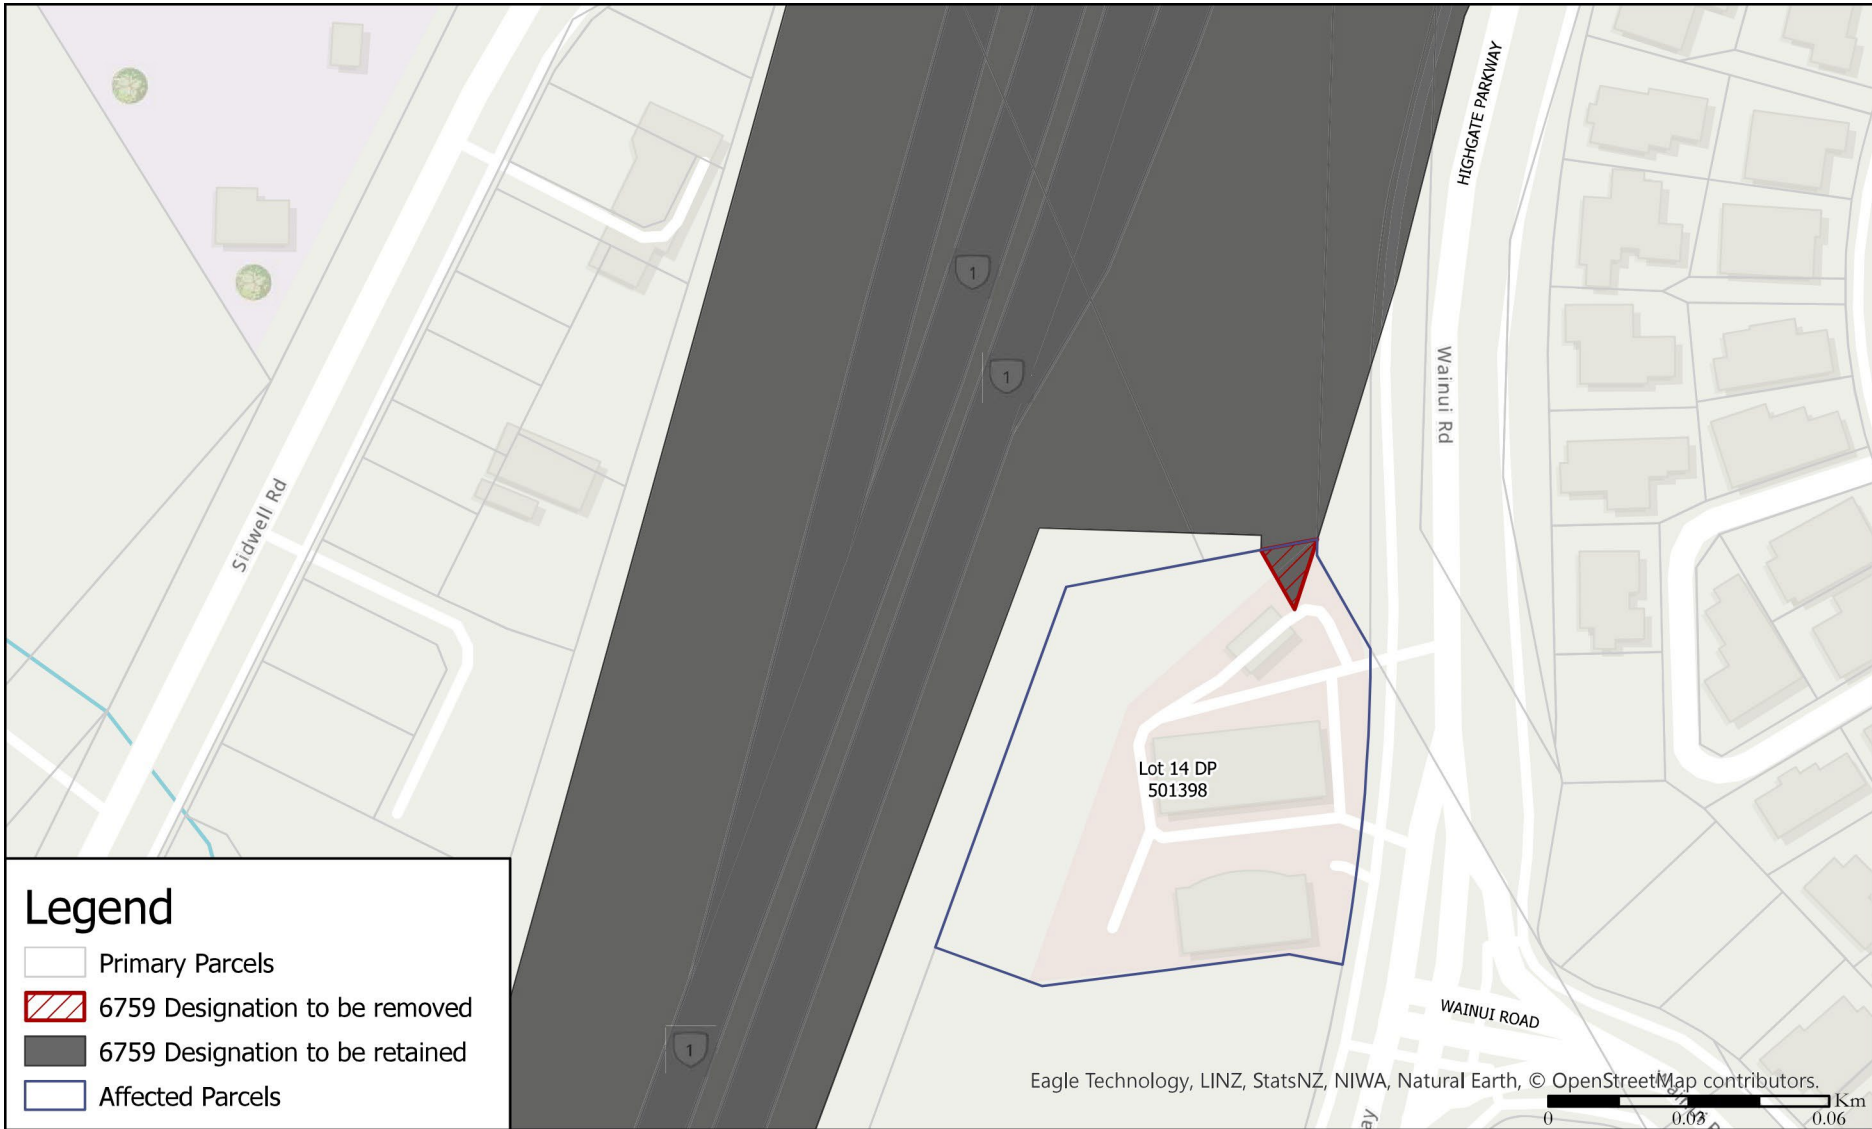 HIGHGATE PARKWAY
1
1
Wainui Rd
Sidwell Rd
Lot 14 DP
501398
Legend
Primary Parcels
6759 Designation to be removed
6759 Designation to be retained
Affected Parcels
1
WAINUI ROAD
Eagle Technology, LINZ, StatsNZ, NIWA, Natural Earth, © OpenStreetMap contributors.
Km
0
0.03
0.06